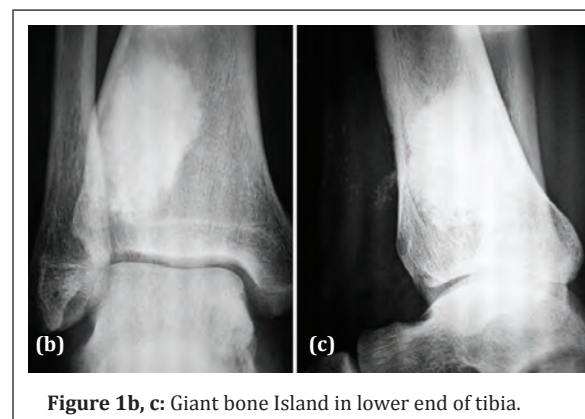 (b)
(c)
Figure 1b, c: Giant bone Island in lower end of tibia.